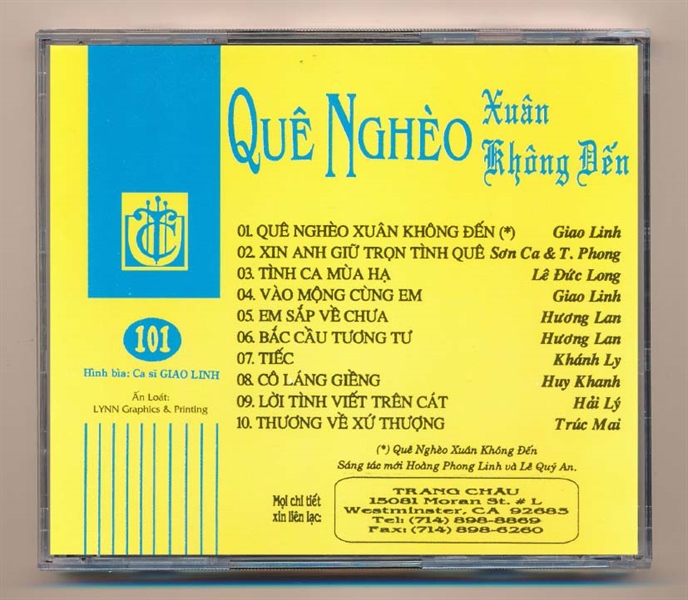 QUÊ NGHÈO Xuân
Không Đến
01. QUÊ NGHÈO XUÂN KHÔNG ĐẾN (*) Giao Linh
02. XIN ANH GIỮ TRỌN TÌNH QUÊ Sơn Ca & T. Phong
03. TÌNH CA MÙA HẠ Lê Đức Long
04. VÀO MỘNG CÙNG EM Giao Linh
05. EM SẮP VỀ CHƯA Hương Lan
06. BẮC CẦU TƯƠNG TƯ Hương Lan
07. TIẾC Khánh Ly
08. CÔ LÁNG GIỀNG Huy Khanh
09. LỜI TÌNH VIẾT TRÊN CÁT Hải Lý
10. THƯƠNG VỀ XỨ THƯỢNG Trúc Mai
(*) Quê Nghèo Xuân Không Đến
Sáng tác mới Hoàng Phong Linh và Lê Quý An.
Mọi chi tiết
xin liên lạc:
TRANG CHÂU
15081 Moran St. # L
Westminster, CA 92683
Tel: (714) 898-8869
Fax: (714) 898-6260
101
Hình bìa: Ca sĩ GIAO LINH
Ấn Loát:
LYNN Graphics & Printing